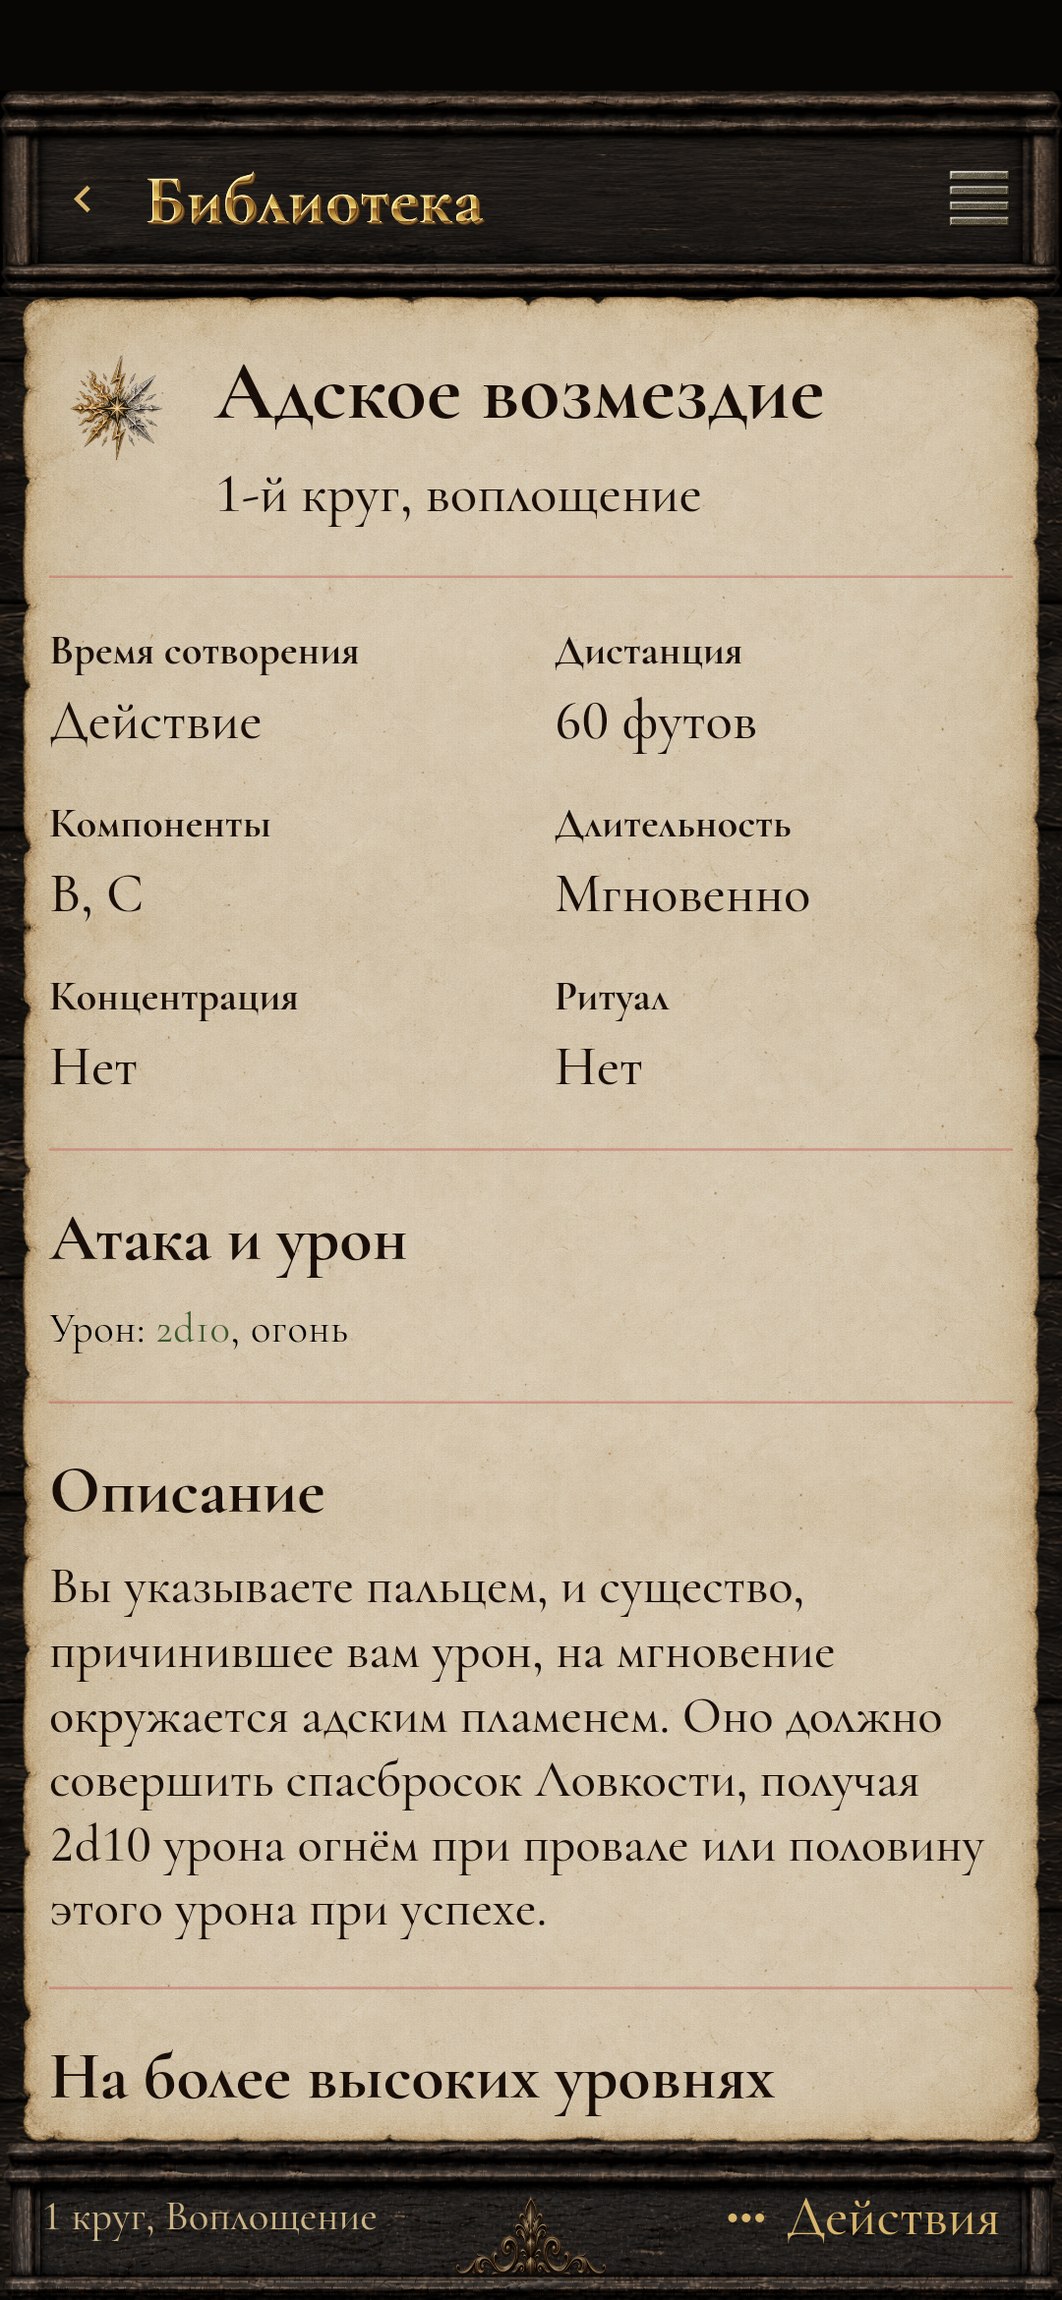 Библиотека
Адское возмездие
1-й круг, воплощение
Время сотворения
Дистанция
Действие
60 футов
Компоненты
Длительность
В, С
Мгновенно
Концентрация
Ритуал
Нет
Нет
Атака и урон
Урон: 2d10, огонь
Описание
Вы указываете пальцем, и существо,
причинившее вам урон, на мгновение
окружается адским пламенем. Оно должно
совершить спасбросок Ловкости, получая
2d10 урона огнём при провале или половину
этого урона при успехе.
На более высоких уровнях
1 круг, Воплощение
••• Действия